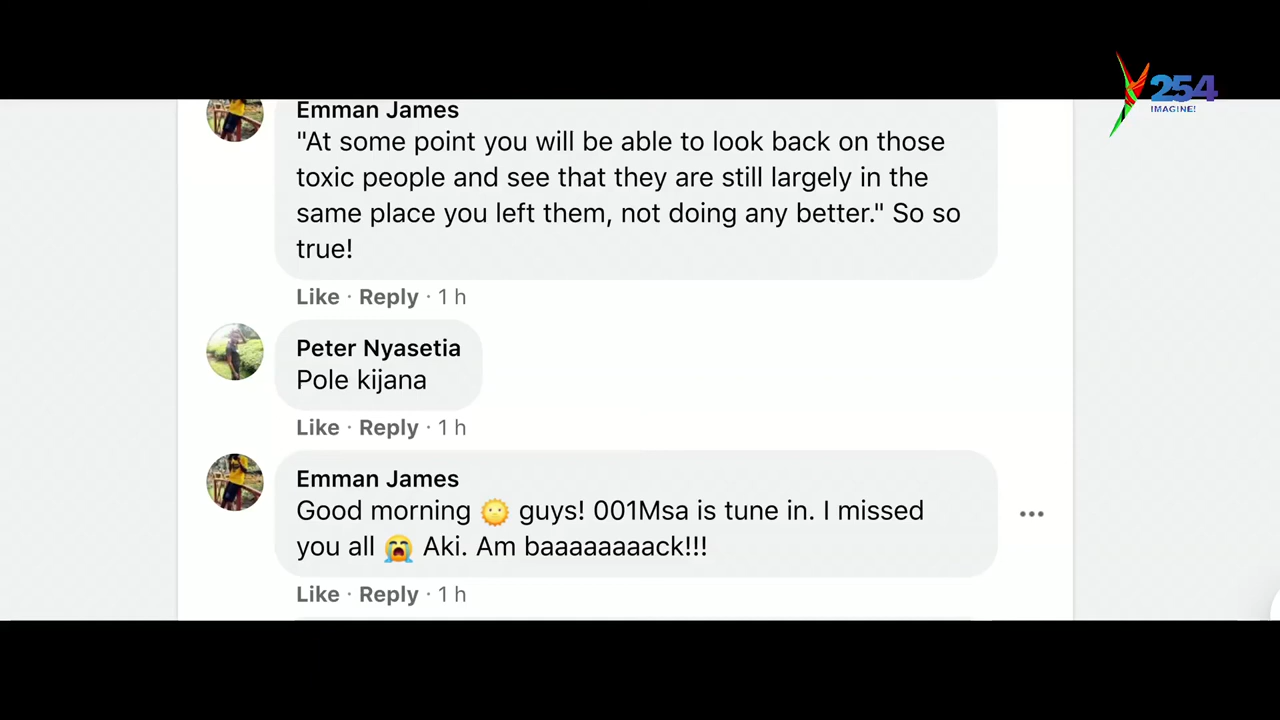 254
IMAGINE!
Emman James
"At some point you will be able to look back on those
toxic people and see that they are still largely in the
same place you left them, not doing any better." So so
true!
Like · Reply · 1 h
Peter Nyasetia
Pole kijana
Like · Reply · 1 h
Emman James
Good morning 🌞 guys! 001Msa is tune in. I missed
you all 😭 Aki. Am baaaaaaaack!!!
Like · Reply · 1 h